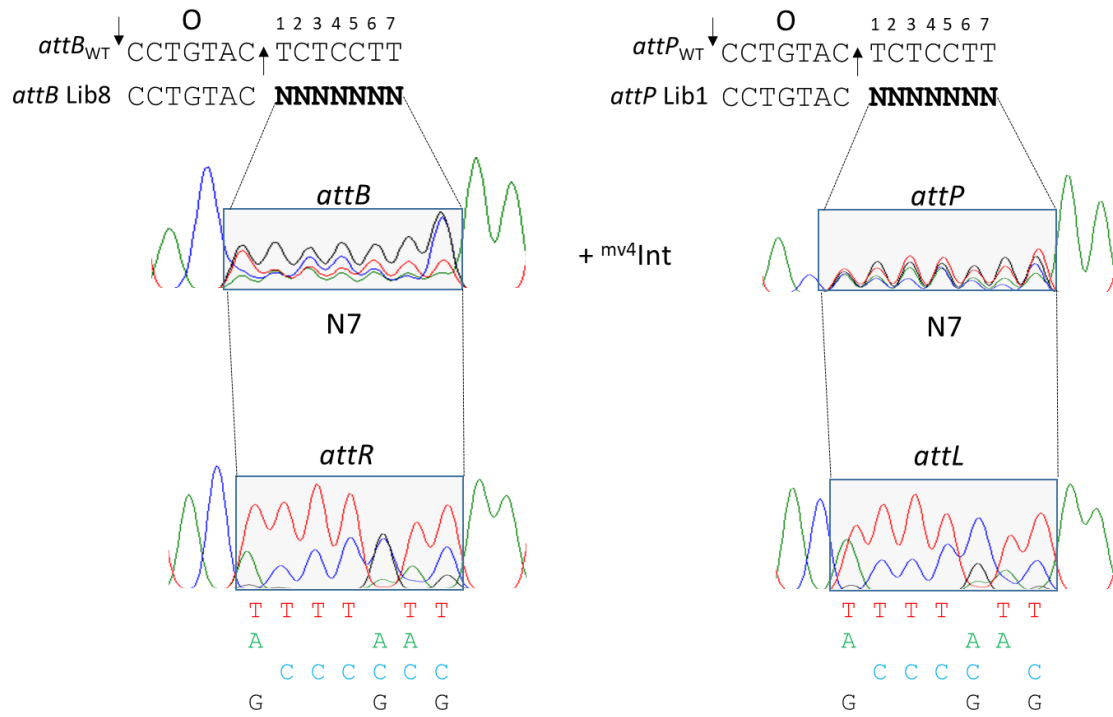 O 1 2 3 4 5 6 7
attBWT CCTGTAC TCTCCTT
attB Lib8 CCTGTAC NNNNNNN
attB
N7
attR
T T T T T T
A A A
C C C C C C
G G G
+ mv4Int
O 1 2 3 4 5 6 7
attPWT CCTGTAC TCTCCTT
attP Lib1 CCTGTAC NNNNNNN
attP
N7
attL
T T T T T T
A A A
C C C C C
G G G